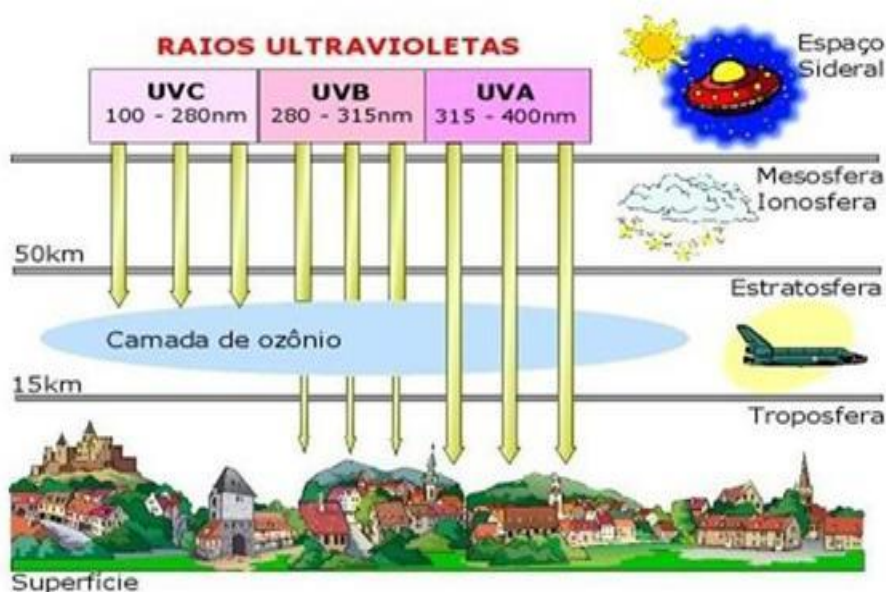 RAIOS ULTRAVIOLETAS
UVC
100 - 280nm
UVB
280 - 315nm
UVA
315 - 400nm
Espaço
Sideral
Mesosfera
Ionosfera
50km
Estratosfera
Camada de ozônio
15km
Troposfera
Superfície